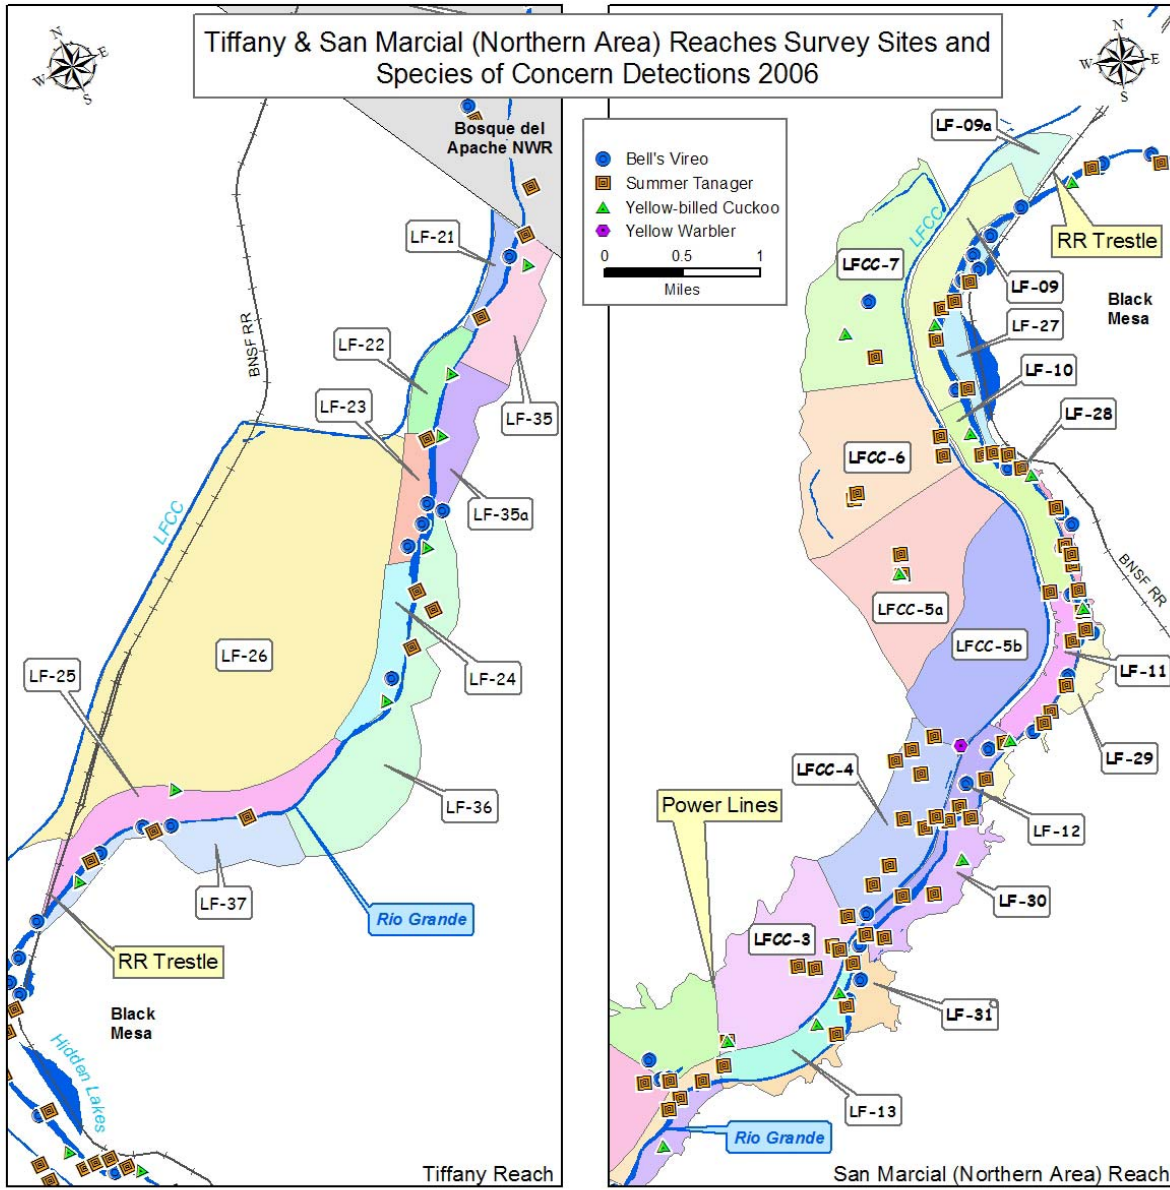 Tiffany & San Marcial (Northern Area) Reaches Survey Sites and
Species of Concern Detections 2006
N
E
S
W
N
E
S
W
Bosque del
Apache NWR
Bell's Vireo
Summer Tanager
Yellow-billed Cuckoo
Yellow Warbler
0 0.5 1
Miles
LF-21
BNSF RR
LF-22
LF-23
LF-35
LF-35a
LFCC
LF-26
LF-24
LF-25
LF-36
LF-37
Rio Grande
RR Trestle
Black
Mesa
Hidden Lakes
Tiffany Reach
LF-09a
LFCC
RR Trestle
LFCC-7
LF-09
Black
Mesa
LF-27
LF-10
LF-28
LFCC-6
BNSF RR
LFCC-5a
LFCC-5b
LF-11
LF-29
LFCC-4
Power Lines
LF-12
LF-30
LFCC-3
LF-31
LF-13
Rio Grande
San Marcial (Northern Area) Reach